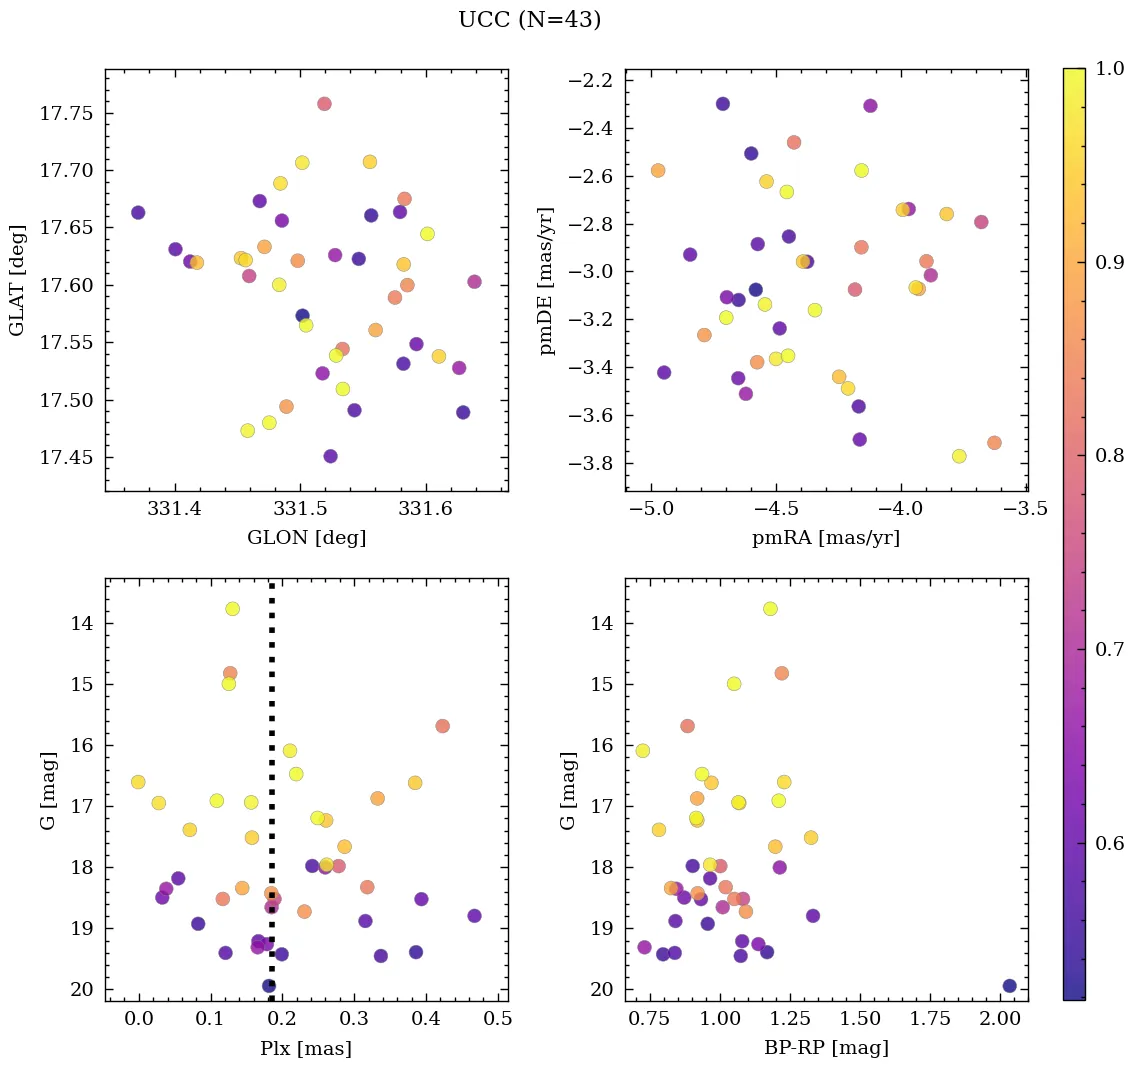 UCC (N=43)
17.75
17.70
17.65
17.60
17.55
17.50
17.45
GLAT [deg]
331.4 331.5 331.6
GLON [deg]
−2.2
−2.4
−2.6
−2.8
−3.0
−3.2
−3.4
−3.6
−3.8
pmDE [mas/yr]
−5.0 −4.5 −4.0 −3.5
pmRA [mas/yr]
14
15
16
17
18
19
20
G [mag]
0.0 0.1 0.2 0.3 0.4 0.5
Plx [mas]
14
15
16
17
18
19
20
G [mag]
0.75 1.00 1.25 1.50 1.75 2.00
BP-RP [mag]
1.0
0.9
0.8
0.7
0.6